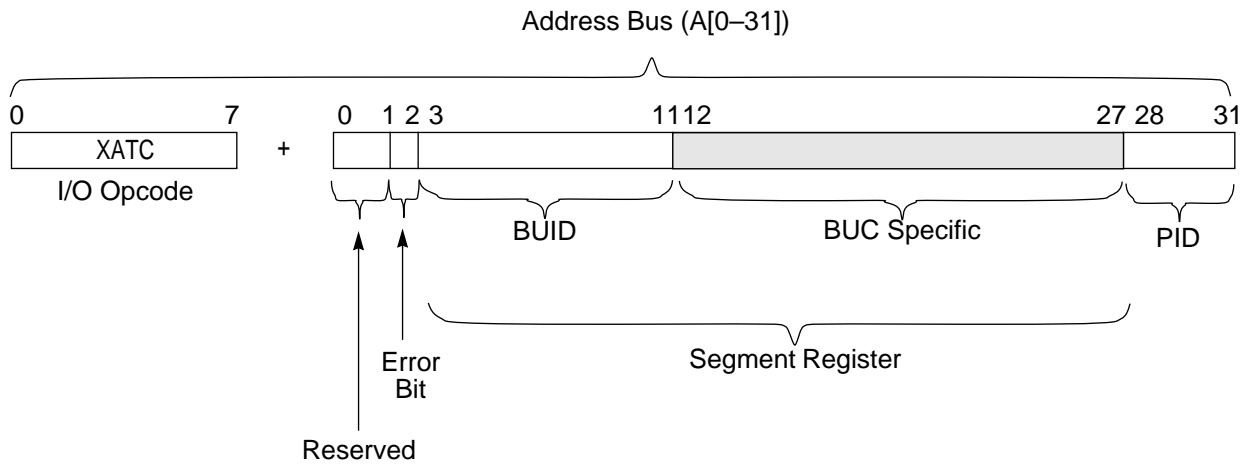 Address Bus (A[0–31])
0 7 0 1 2 3 11 12 27 28 31
XATC +
I/O Opcode
BUID BUC Specific PID
Segment Register
Error
Bit
Reserved